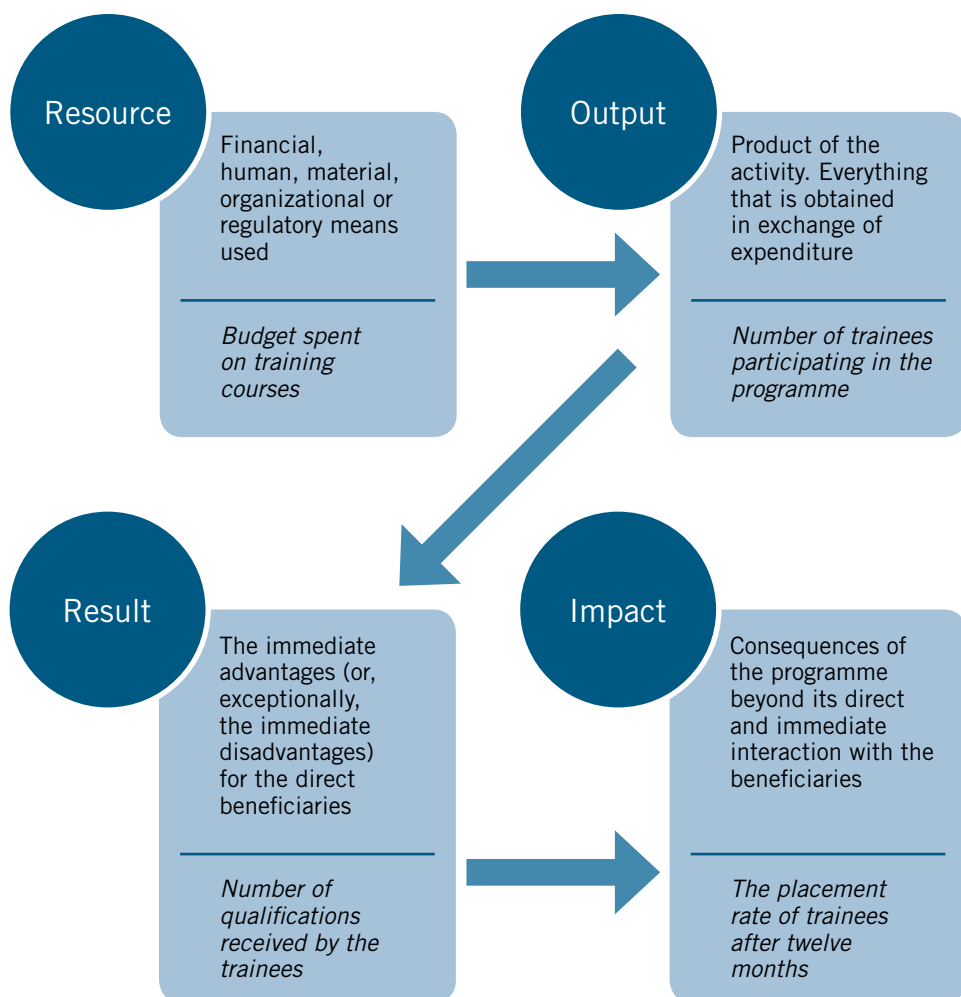 Resource
Financial,
human, material,
organizational or
regulatory means
used
Budget spent
on training
courses
Output
Product of the
activity. Everything
that is obtained
in exchange of
expenditure
Number of trainees
participating in the
programme
Result
The immediate
advantages (or,
exceptionally,
the immediate
disadvantages)
for the direct
beneficiaries
Number of
qualifications
received by the
trainees
Impact
Consequences of
the programme
beyond its direct
and immediate
interaction with the
beneficiaries
The placement
rate of trainees
after twelve
months